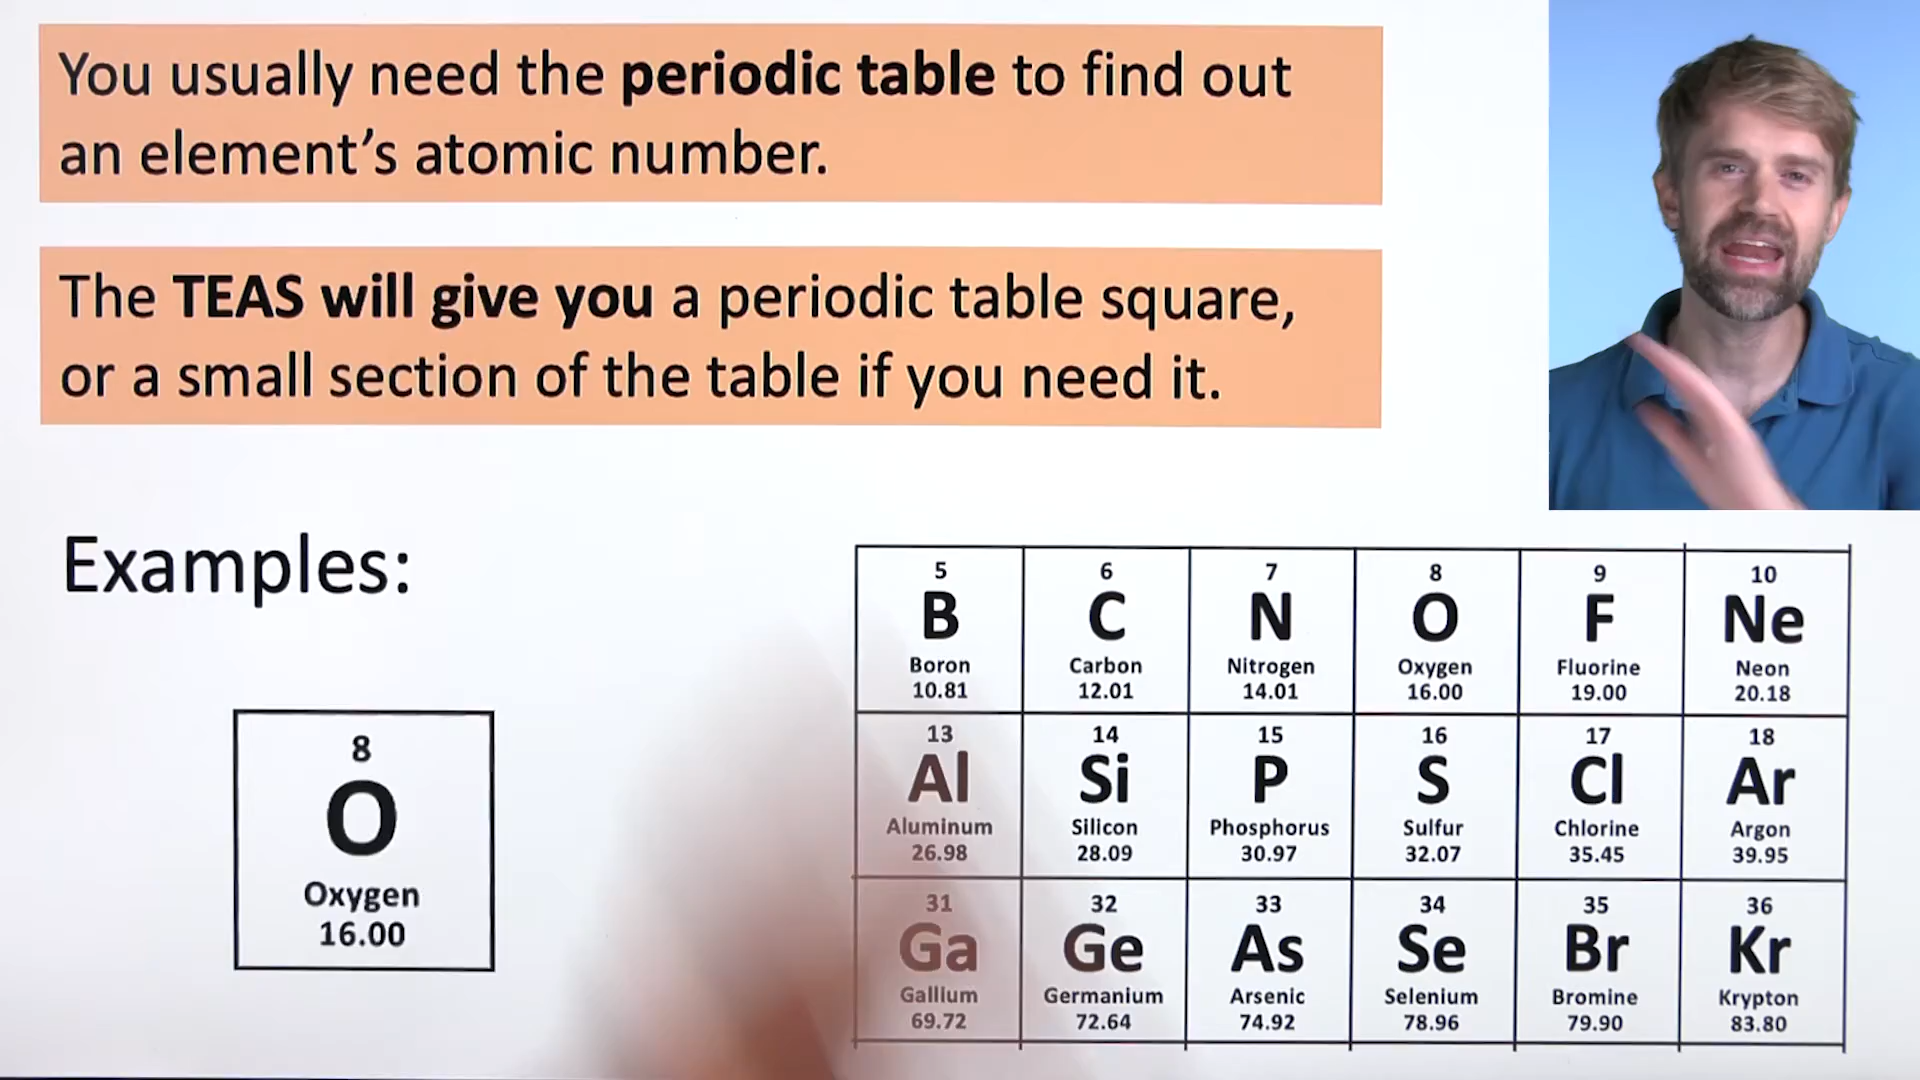 You usually need the periodic table to find out
an element's atomic number.
The TEAS will give you a periodic table square,
or a small section of the table if you need it.
Examples:
8
O
Oxygen
16.00
5 6 7 8 9 10
B C N O F Ne
Boron Carbon Nitrogen Oxygen Fluorine Neon
10.81 12.01 14.01 16.00 19.00 20.18
13 14 15 16 17 18
Al Si P S Cl Ar
Aluminum Silicon Phosphorus Sulfur Chlorine Argon
26.98 28.09 30.97 32.07 35.45 39.95
31 32 33 34 35 36
Ga Ge As Se Br Kr
Gallium Germanium Arsenic Selenium Bromine Krypton
69.72 72.64 74.92 78.96 79.90 83.80